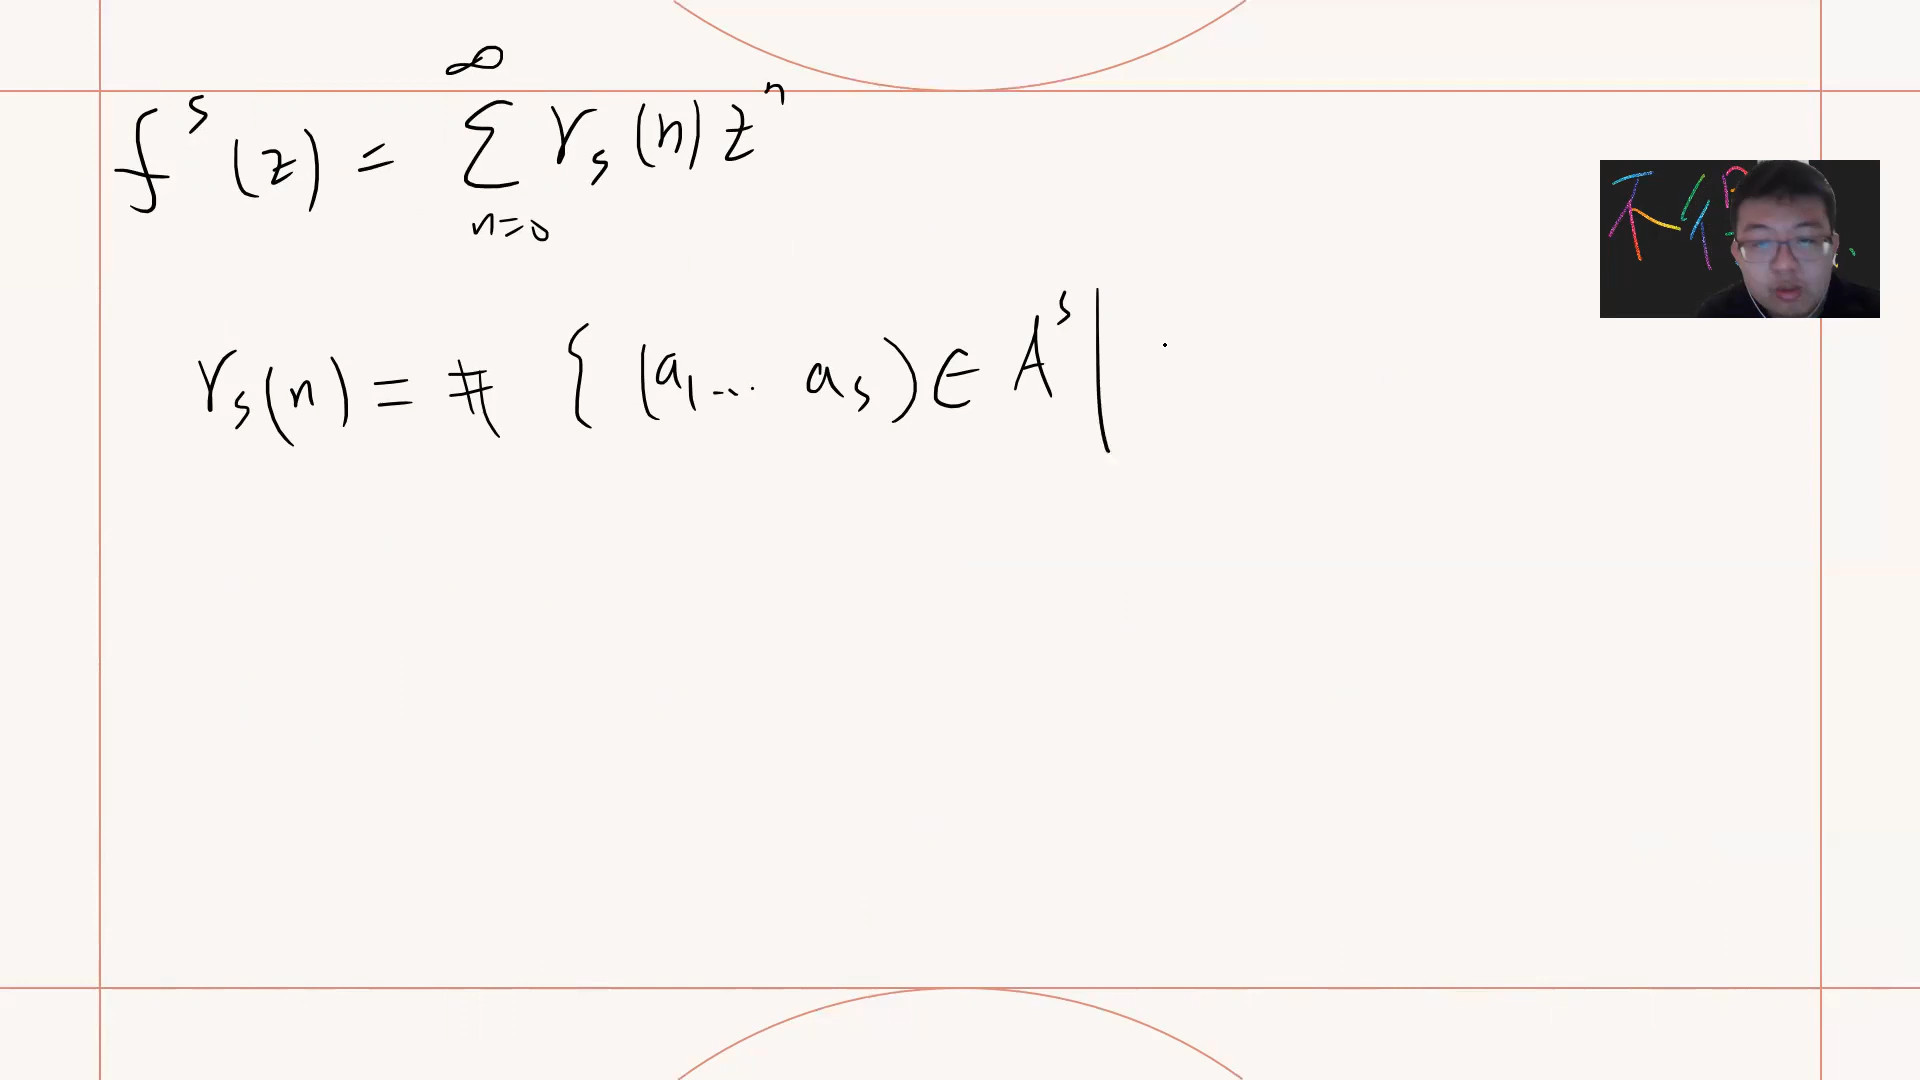 f^s (z) = ∑_{n=0}^{∞} r_s (n) z^n
r_s(n) = # { (a_1... a_s) ∈ A^s |